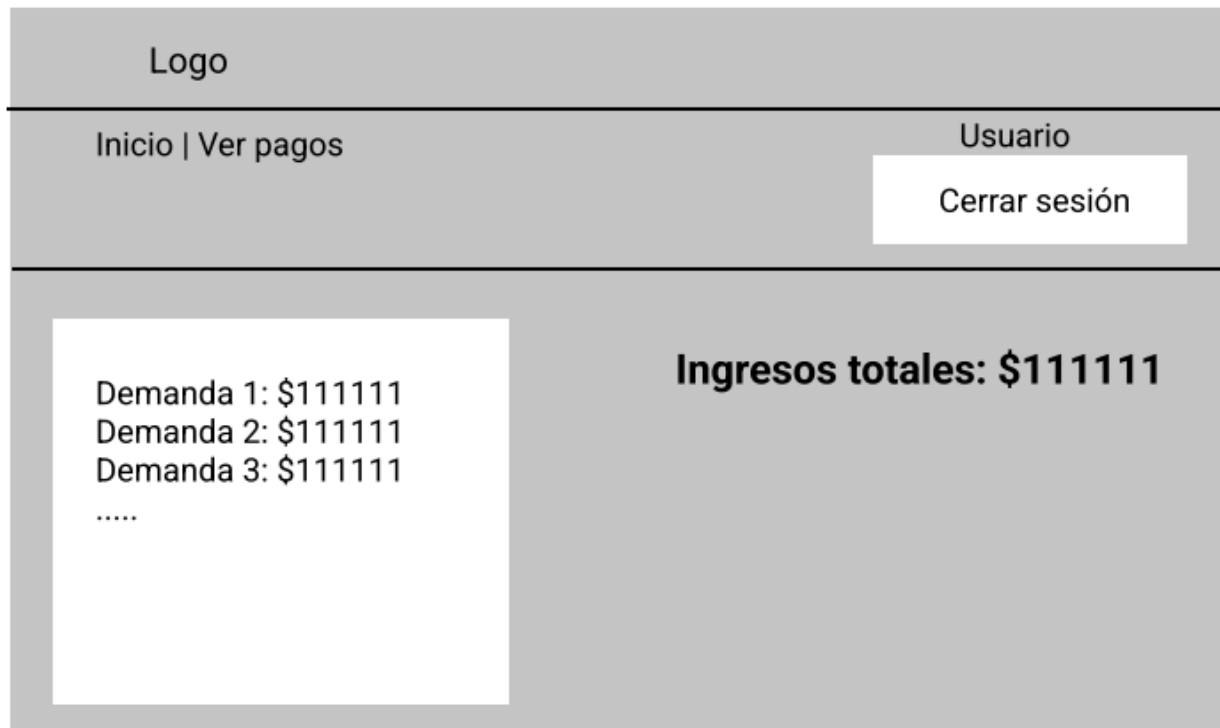 Logo
Inicio | Ver pagos
Usuario
Cerrar sesión
Demanda 1: $111111
Demanda 2: $111111
Demanda 3: $111111
.....
Ingresos totales: $111111